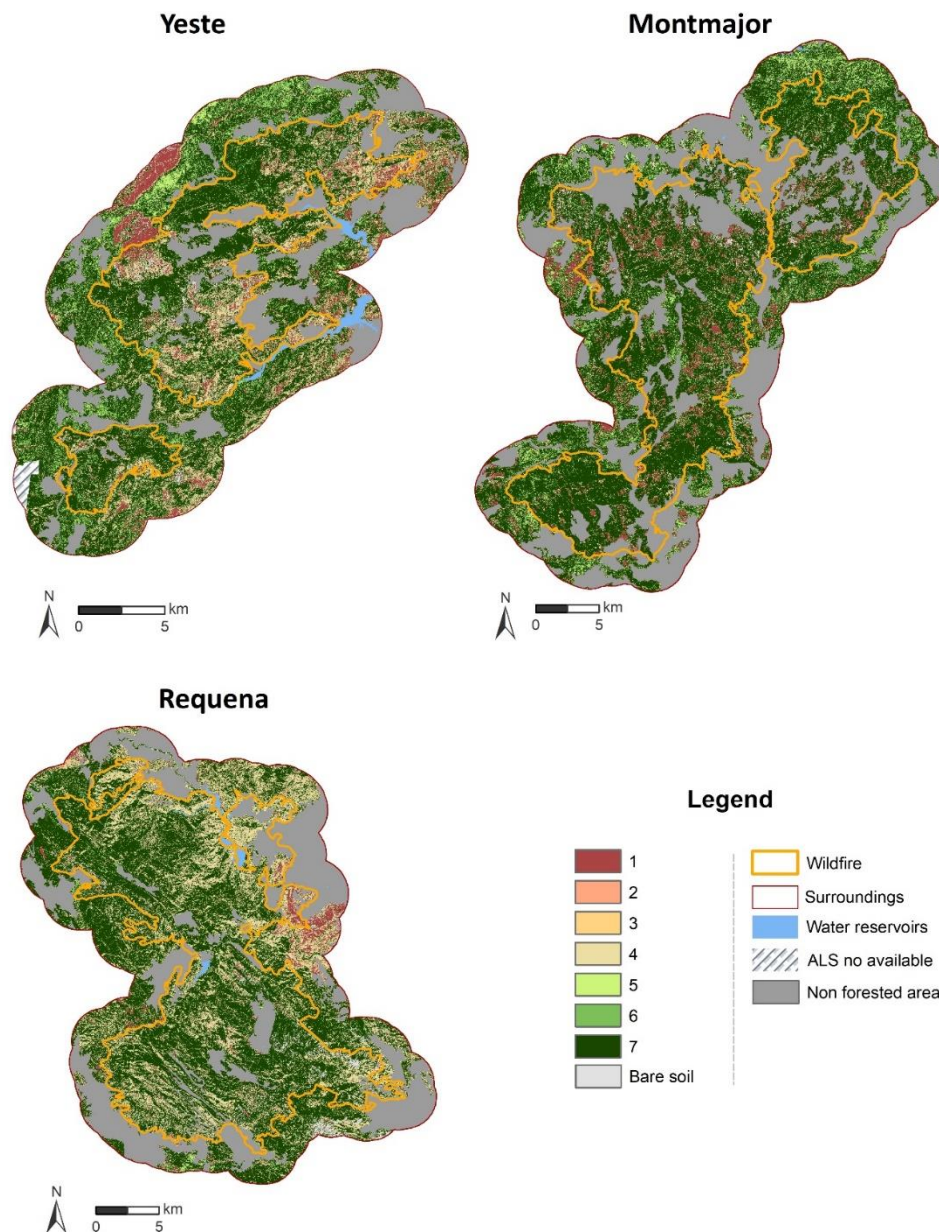 Yeste
Montmajor
N
km
0 5
N
km
0 5
Requena
Legend
1
2
3
4
5
6
7
Bare soil
Wildfire
Surroundings
Water reservoirs
ALS no available
Non forested area
N
km
0 5